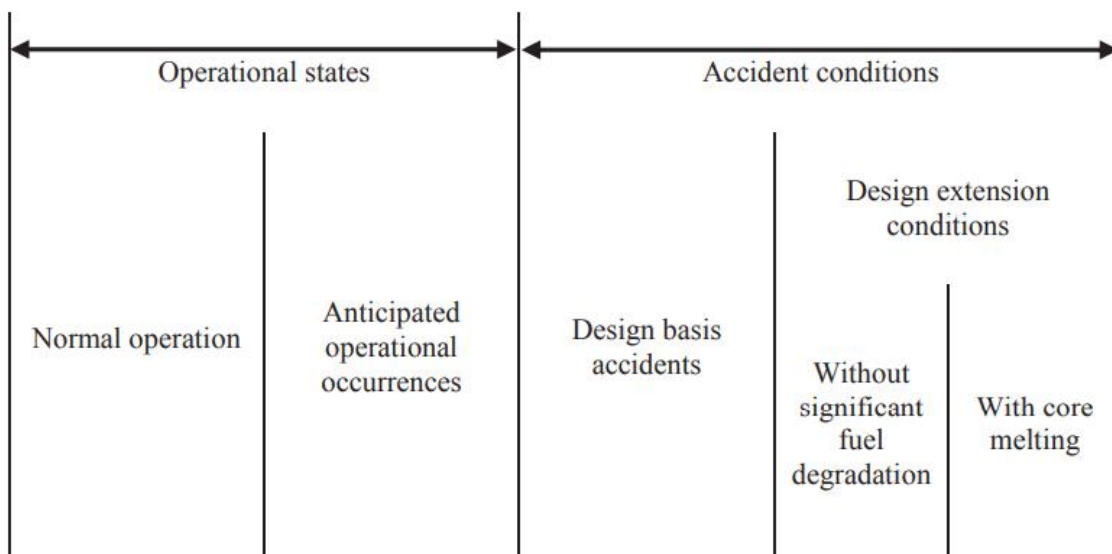 Operational states
Accident conditions
Design extension
conditions
Normal operation
Anticipated
operational
occurrences
Design basis
accidents
Without
significant
fuel
degradation
With core
melting